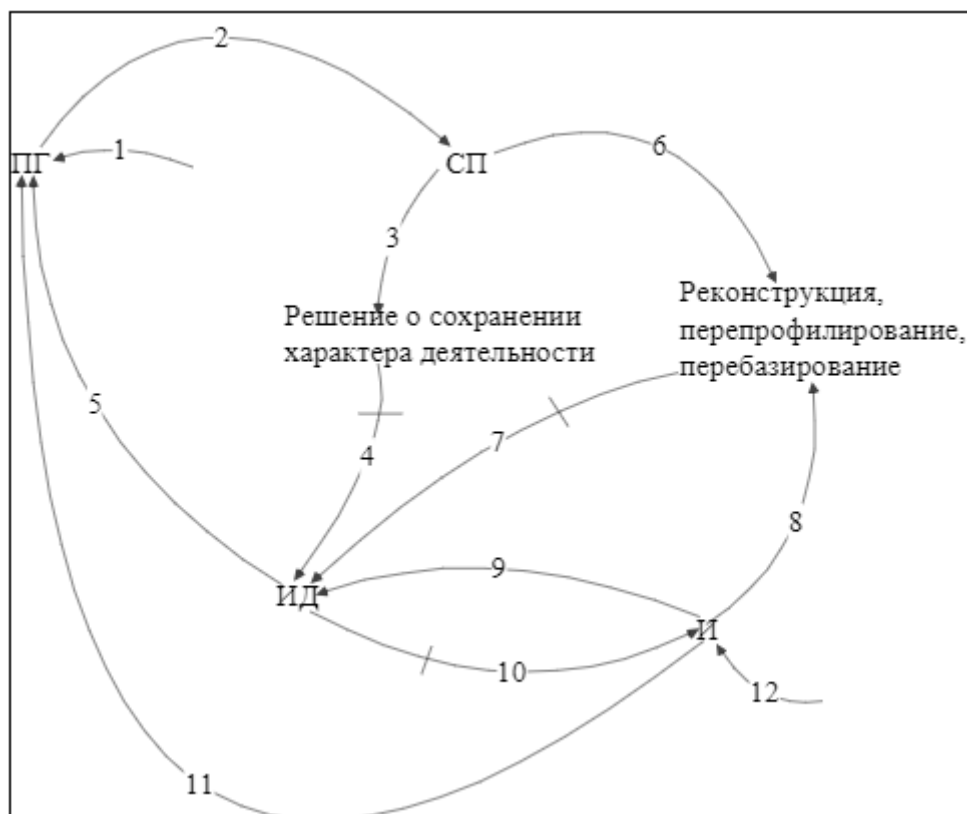 2
1
ПГ
СП
6
3
Реконструкция,
перепрофилирование,
перебазирование
Решение о сохранении
характера деятельности
5
4
7
8
9
ИД
И
10
12
11